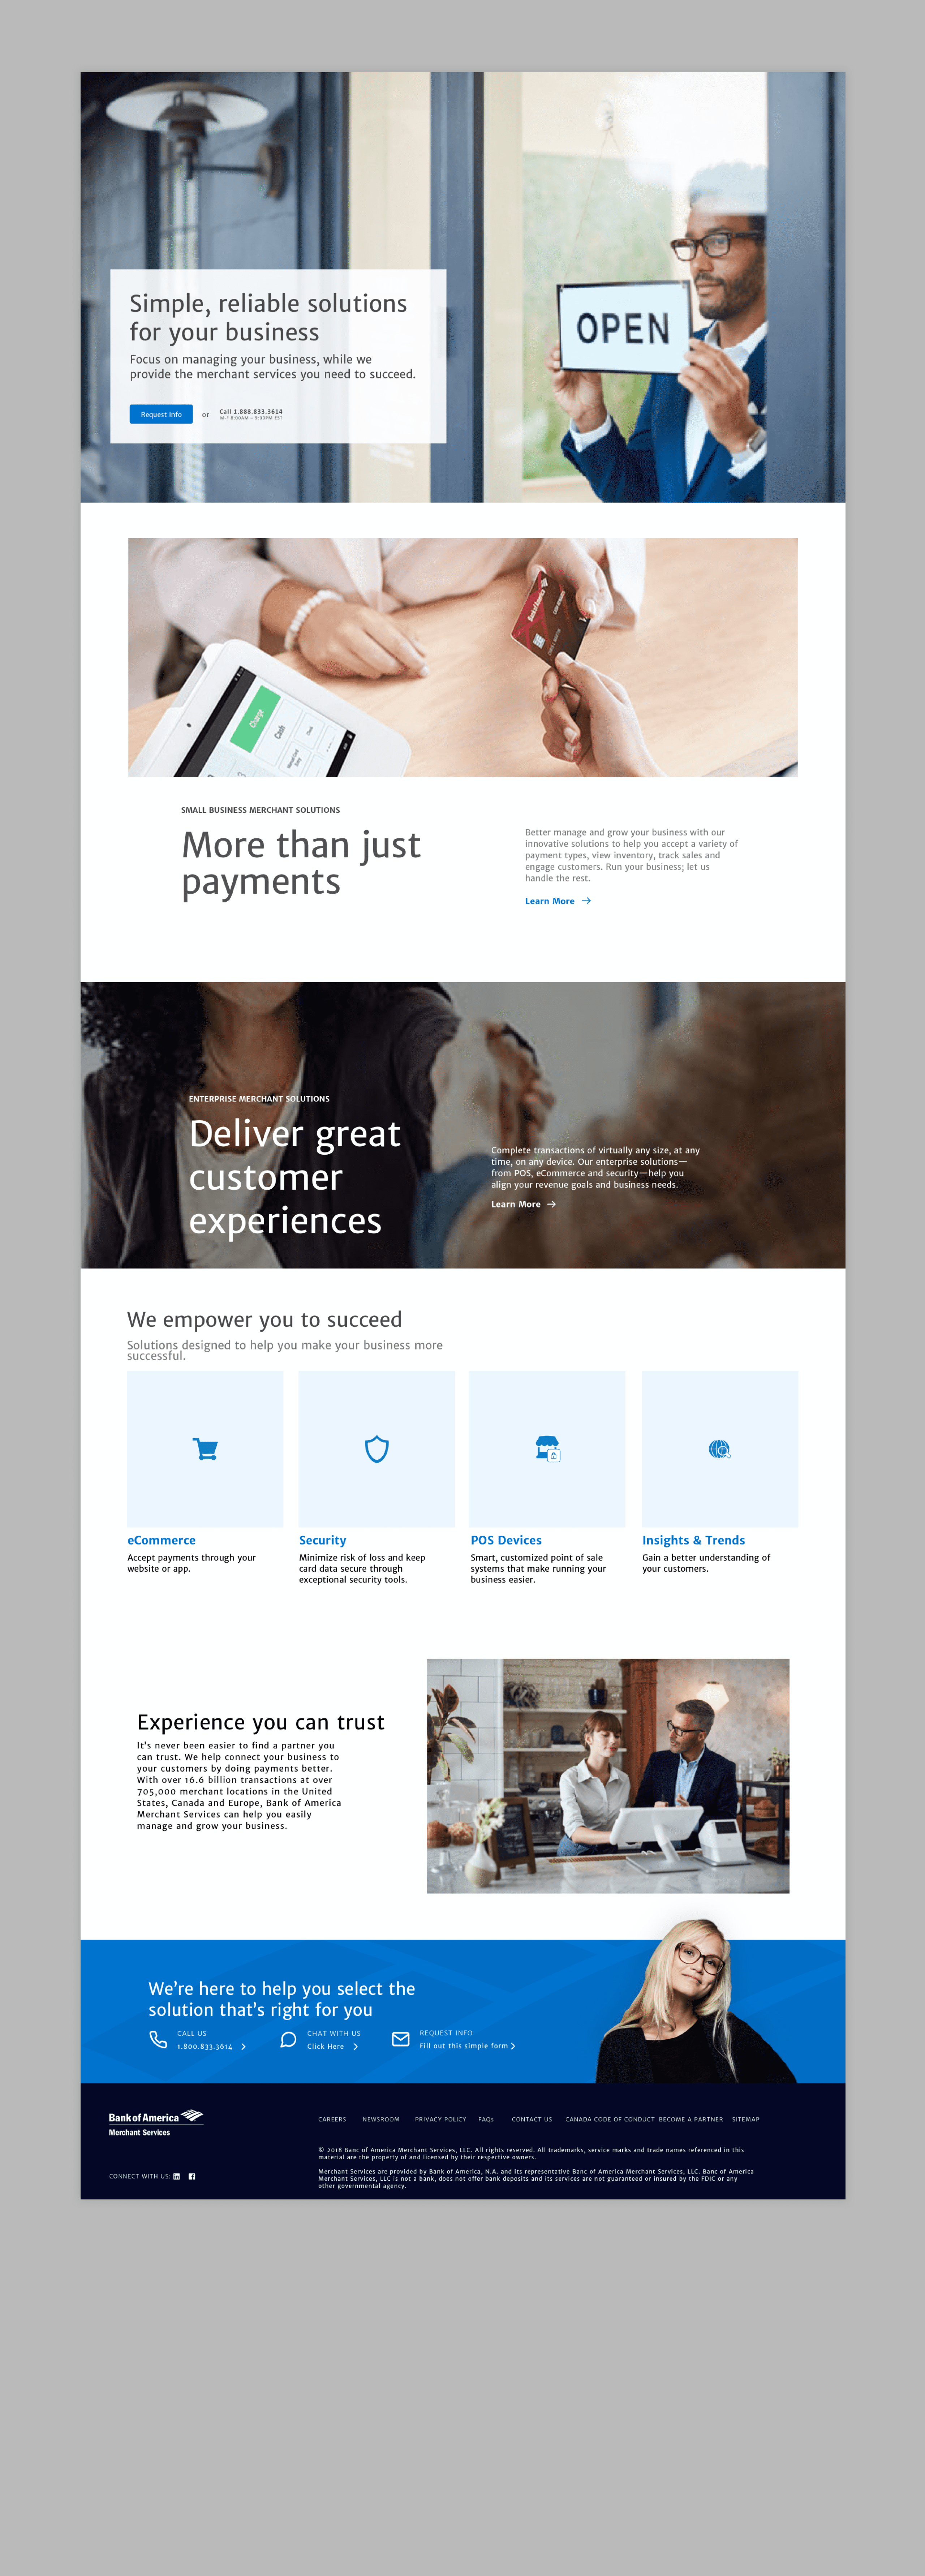 OPEN
Simple, reliable solutions
for your business
Focus on managing your business, while we
provide the merchant services you need to succeed.
Request Info
or
Call 1.888.833.3614
M-F 8:00AM – 5:00PM EST
BankofAmerica
Charge
Cash
SMALL BUSINESS MERCHANT SOLUTIONS
More than just
payments
Better manage and grow your business with our
innovative solutions to help you accept a variety of
payment types, view inventory, track sales and
engage customers. Run your business; let us
handle the rest.
Learn More
ENTERPRISE MERCHANT SOLUTIONS
Deliver great
customer
experiences
Complete transactions of virtually any size, at any
time, on any device. Our enterprise solutions—
from POS, eCommerce and security—help you
align your revenue goals and business needs.
Learn More
We empower you to succeed
Solutions designed to help you make your business more
successful.
eCommerce
Accept payments through your
website or app.
Security
Minimize risk of loss and keep
card data secure through
exceptional security tools.
POS Devices
Smart, customized point of sale
systems that make running your
business easier.
Insights & Trends
Gain a better understanding of
your customers.
Experience you can trust
It's never been easier to find a partner you
can trust. We help connect your business to
your customers by doing payments better.
With over 16.6 billion transactions at over
705,000 merchant locations in the United
States, Canada and Europe, Bank of America
Merchant Services can help you easily
manage and grow your business.
We're here to help you select the
solution that's right for you
CALL US
1.800.833.3614
CHAT WITH US
Click Here
REQUEST INFO
Fill out this simple form
Bank of America
Merchant Services
CONNECT WITH US:
CAREERS NEWSROOM PRIVACY POLICY FAQs CONTACT US CANADA CODE OF CONDUCT BECOME A PARTNER SITEMAP
© 2018 Banc of America Merchant Services, LLC. All rights reserved. All trademarks, service marks and trade names referenced in this
material are the property of and licensed by their respective owners.
Merchant Services are provided by Bank of America, N.A. and its representative Banc of America Merchant Services, LLC. Banc of America
Merchant Services, LLC is not a bank, does not offer bank deposits and its services are not guaranteed or insured by the FDIC or any
other governmental agency.